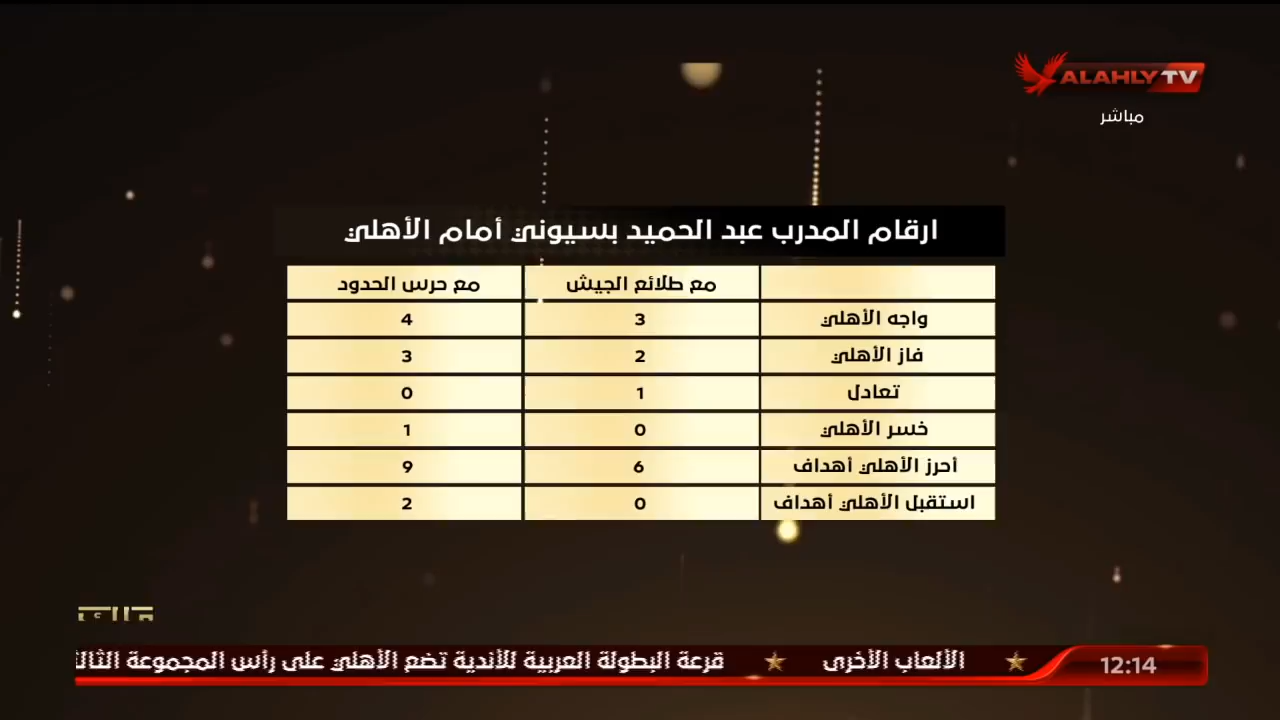 ALAHLY TV
مباشر
ارقام المدرب عبد الحميد بسيوني أمام الأهلي
مع طلائع الجيش مع حرس الحدود
واجه الأهلي 3 4
فاز الأهلي 2 3
تعادل 1 0
خسر الأهلي 0 1
أحرز الأهلي أهداف 6 9
استقبل الأهلي أهداف 0 2
12:14 الألعاب الأخرى قرعة البطولة العربية للأندية تضع الأهلي على رأس المجموعة